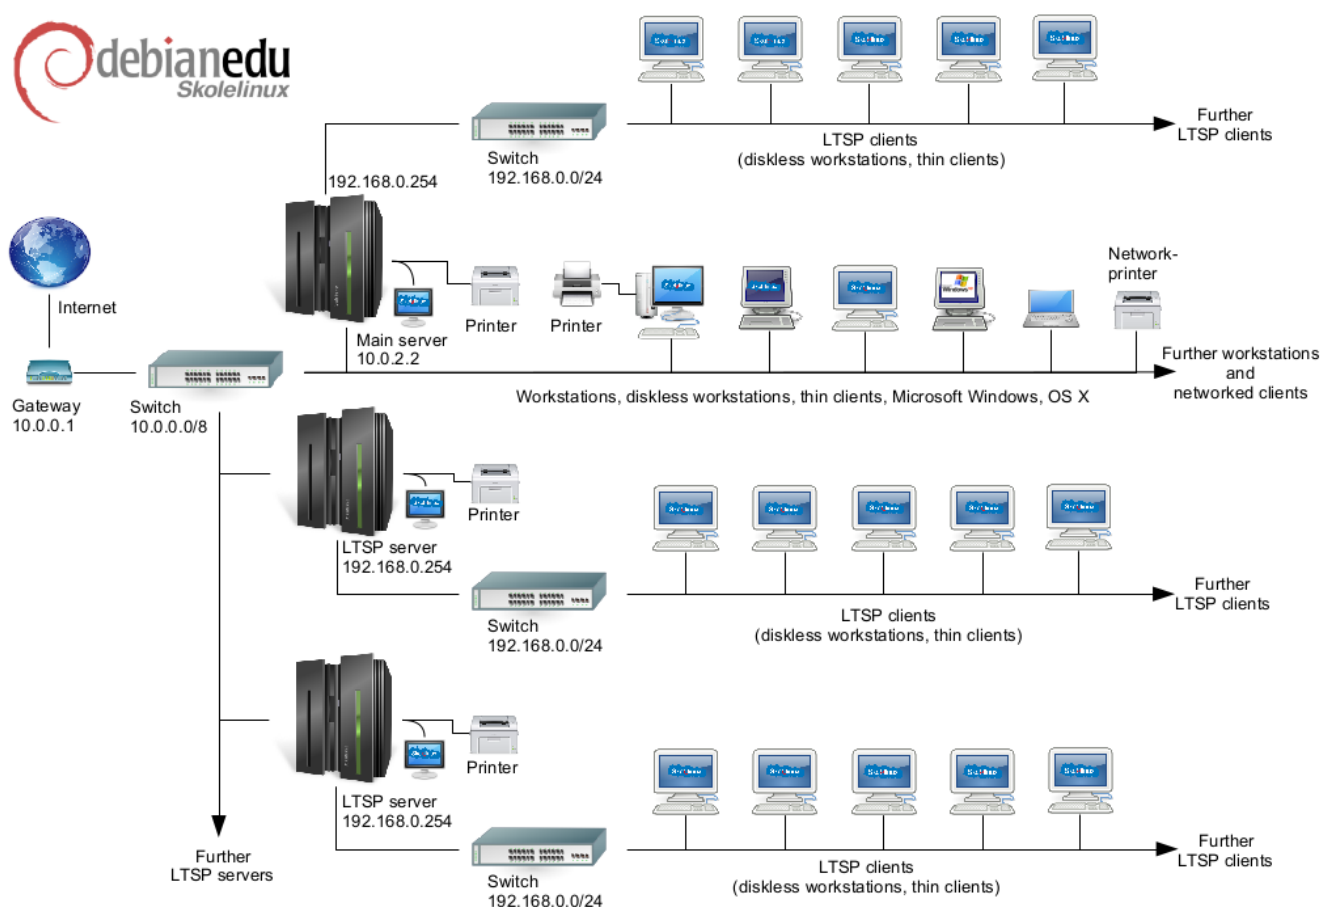 debianedu
Skolelinux
Further
LTSP clients
LTSP clients
(diskless workstations, thin clients)
Switch
192.168.0.0/24
192.168.0.254
Internet
Printer
Printer
Network-
printer
Main server
10.0.2.2
Windows
Gateway
10.0.0.1
Switch
10.0.0.0/8
Workstations, diskless workstations, thin clients, Microsoft Windows, OS X
Further workstations
and
networked clients
Printer
LTSP server
192.168.0.254
Switch
192.168.0.0/24
LTSP clients
(diskless workstations, thin clients)
Further
LTSP clients
Printer
LTSP server
192.168.0.254
Further
LTSP servers
Switch
192.168.0.0/24
LTSP clients
(diskless workstations, thin clients)
Further
LTSP clients